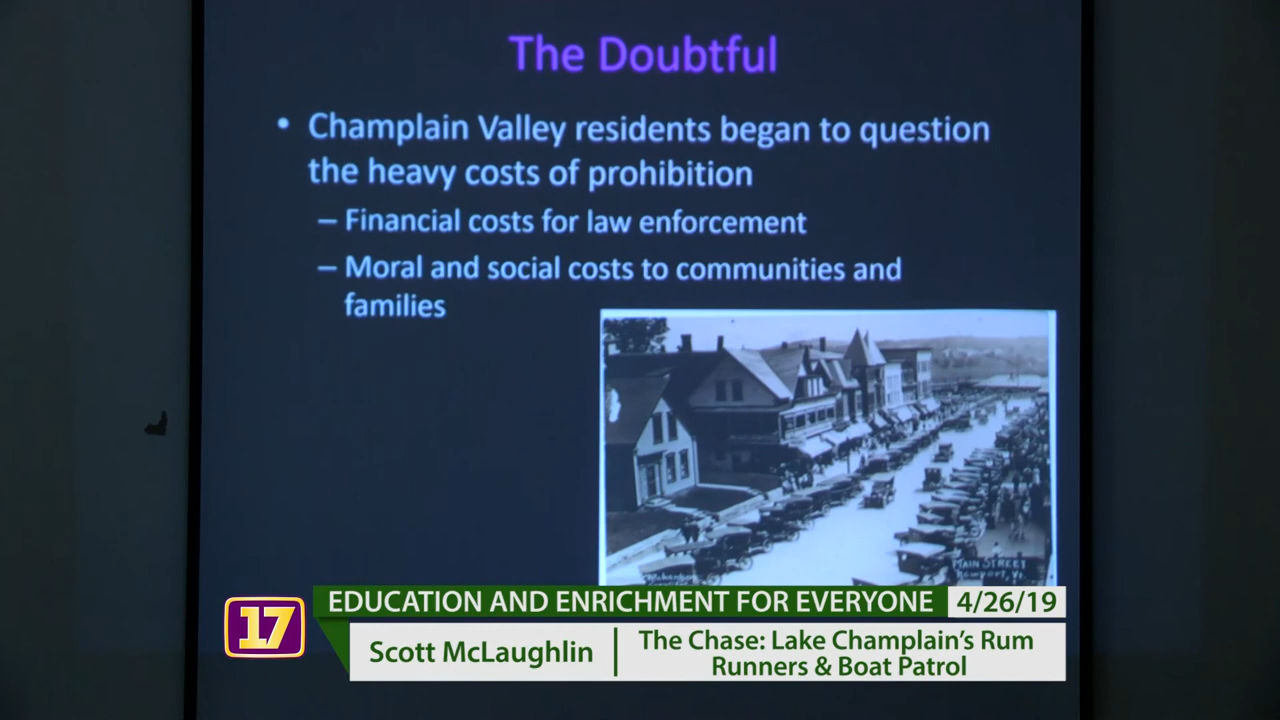 The Doubtful
• Champlain Valley residents began to question
the heavy costs of prohibition
– Financial costs for law enforcement
– Moral and social costs to communities and
families
MAIN STREET
NEWPORT, VT.
17
EDUCATION AND ENRICHMENT FOR EVERYONE
4/26/19
Scott McLaughlin
The Chase: Lake Champlain's Rum
Runners & Boat Patrol